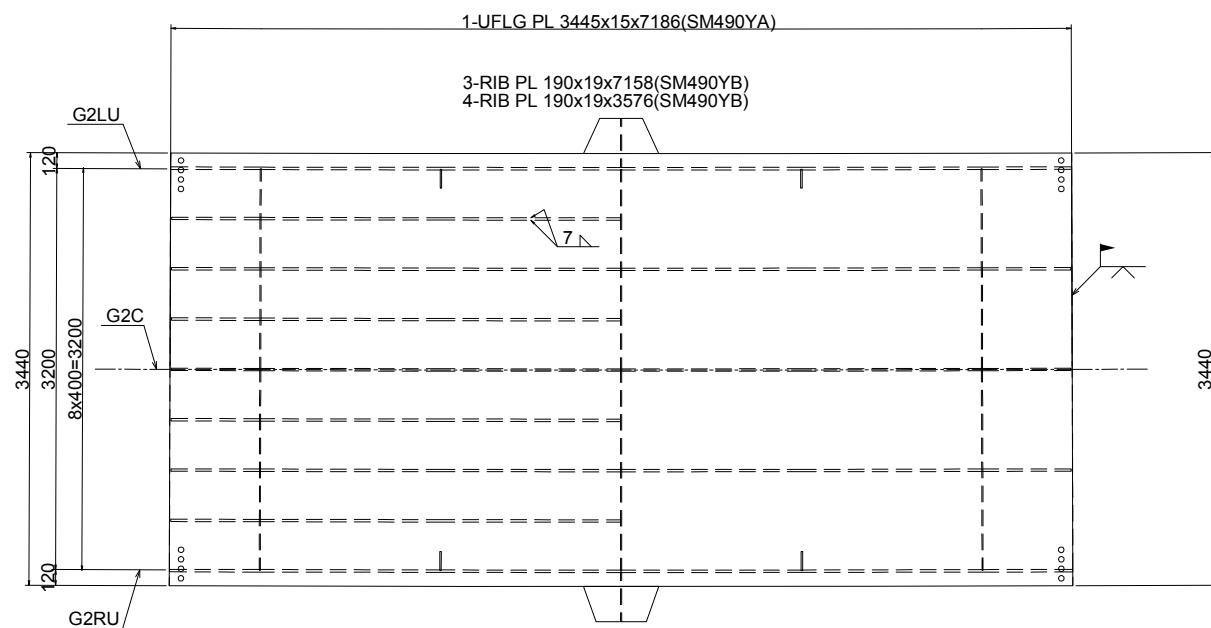 1-UFLG PL 3445x15x7186(SM490YA)
3-RIB PL 190x19x7158(SM490YB)
4-RIB PL 190x19x3576(SM490YB)
G2LU
120
7
G2C
3440
3200
8x400=3200
3440
120
G2RU